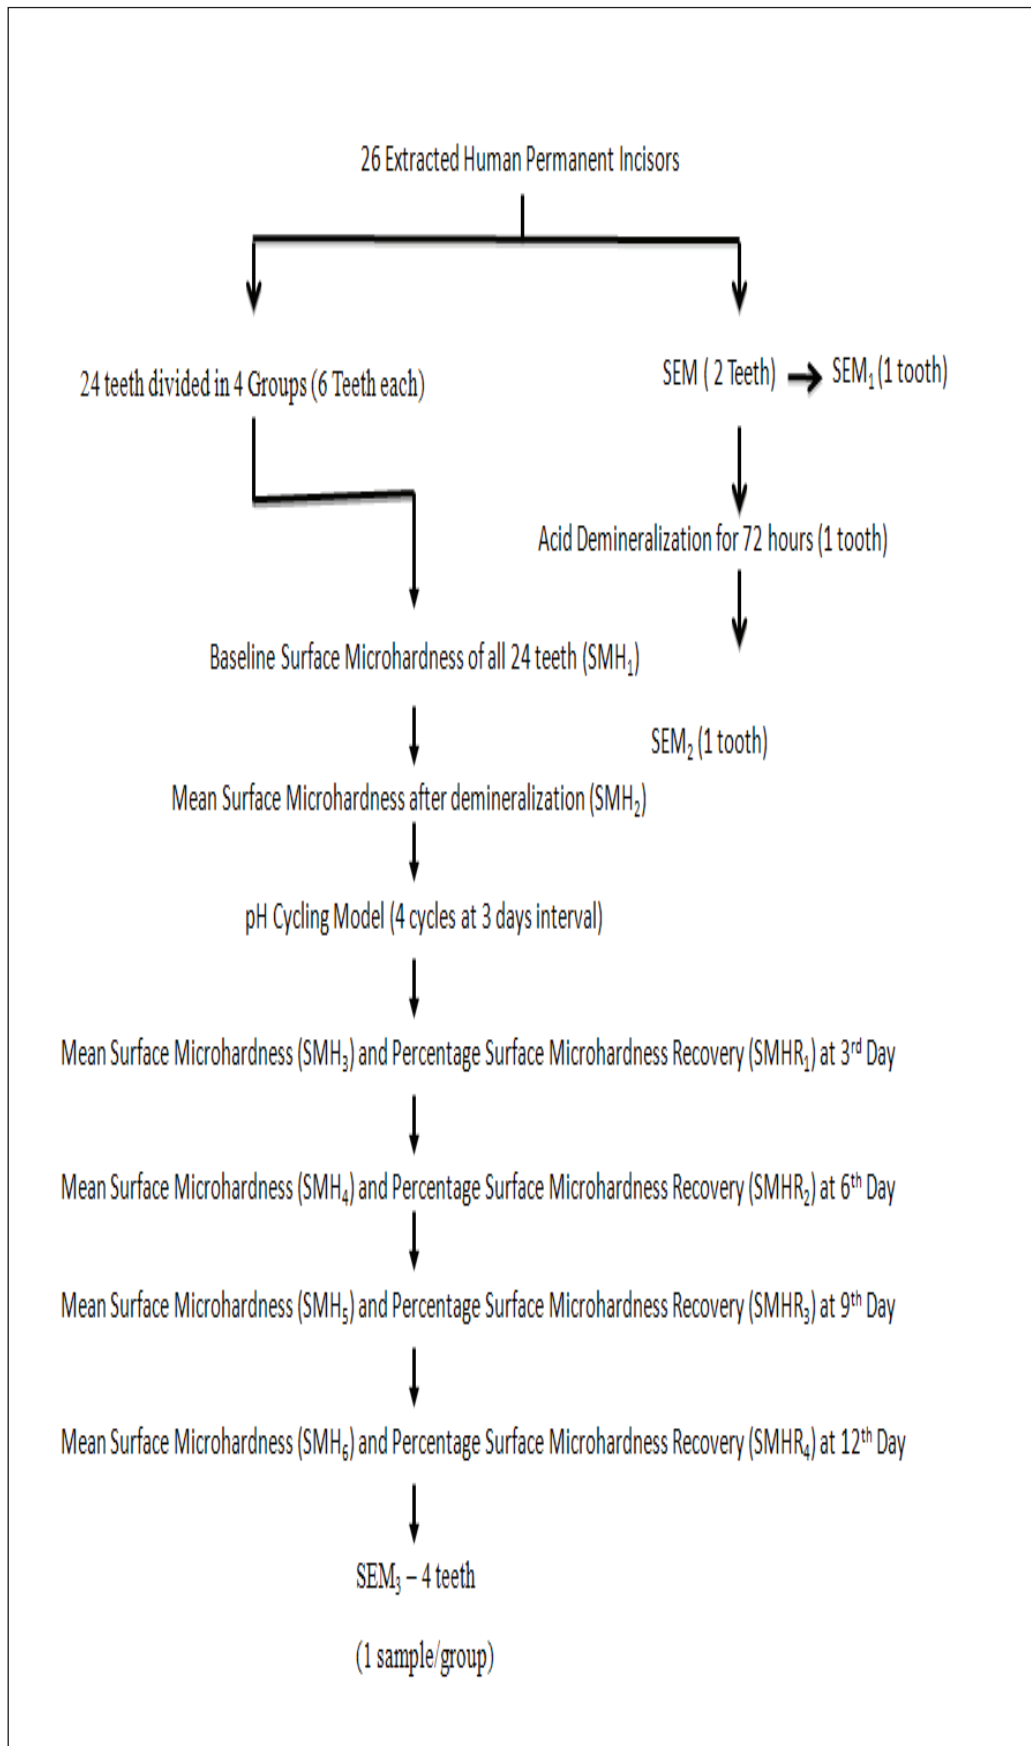 26 Extracted Human Permanent Incisors
24 teeth divided in 4 Groups (6 Teeth each)
SEM ( 2 Teeth) → SEM₁ (1 tooth)
Acid Demineralization for 72 hours (1 tooth)
Baseline Surface Microhardness of all 24 teeth (SMH₁)
SEM₂ (1 tooth)
Mean Surface Microhardness after demineralization (SMH₂)
pH Cycling Model (4 cycles at 3 days interval)
Mean Surface Microhardness (SMH₃) and Percentage Surface Microhardness Recovery (SMHR₁) at 3ʳᵈ Day
Mean Surface Microhardness (SMH₄) and Percentage Surface Microhardness Recovery (SMHR₂) at 6ᵗʰ Day
Mean Surface Microhardness (SMH₅) and Percentage Surface Microhardness Recovery (SMHR₃) at 9ᵗʰ Day
Mean Surface Microhardness (SMH₆) and Percentage Surface Microhardness Recovery (SMHR₄) at 12ᵗʰ Day
SEM₃ – 4 teeth
(1 sample/group)